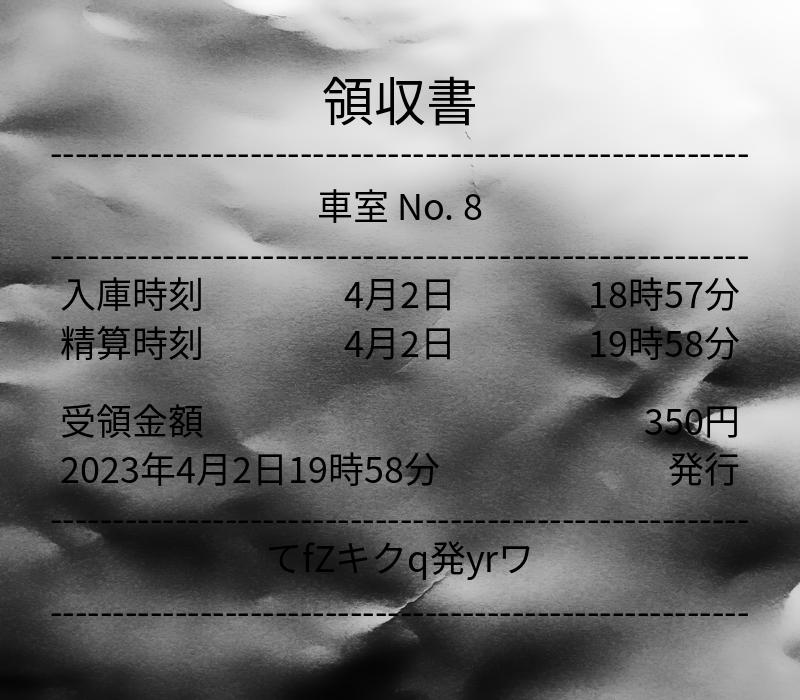 領収書
車室 No. 8
入庫時刻 4月2日 18時57分
精算時刻 4月2日 19時58分
受領金額 350円
2023年4月2日19時58分 発行
てfZキクq発yrワ